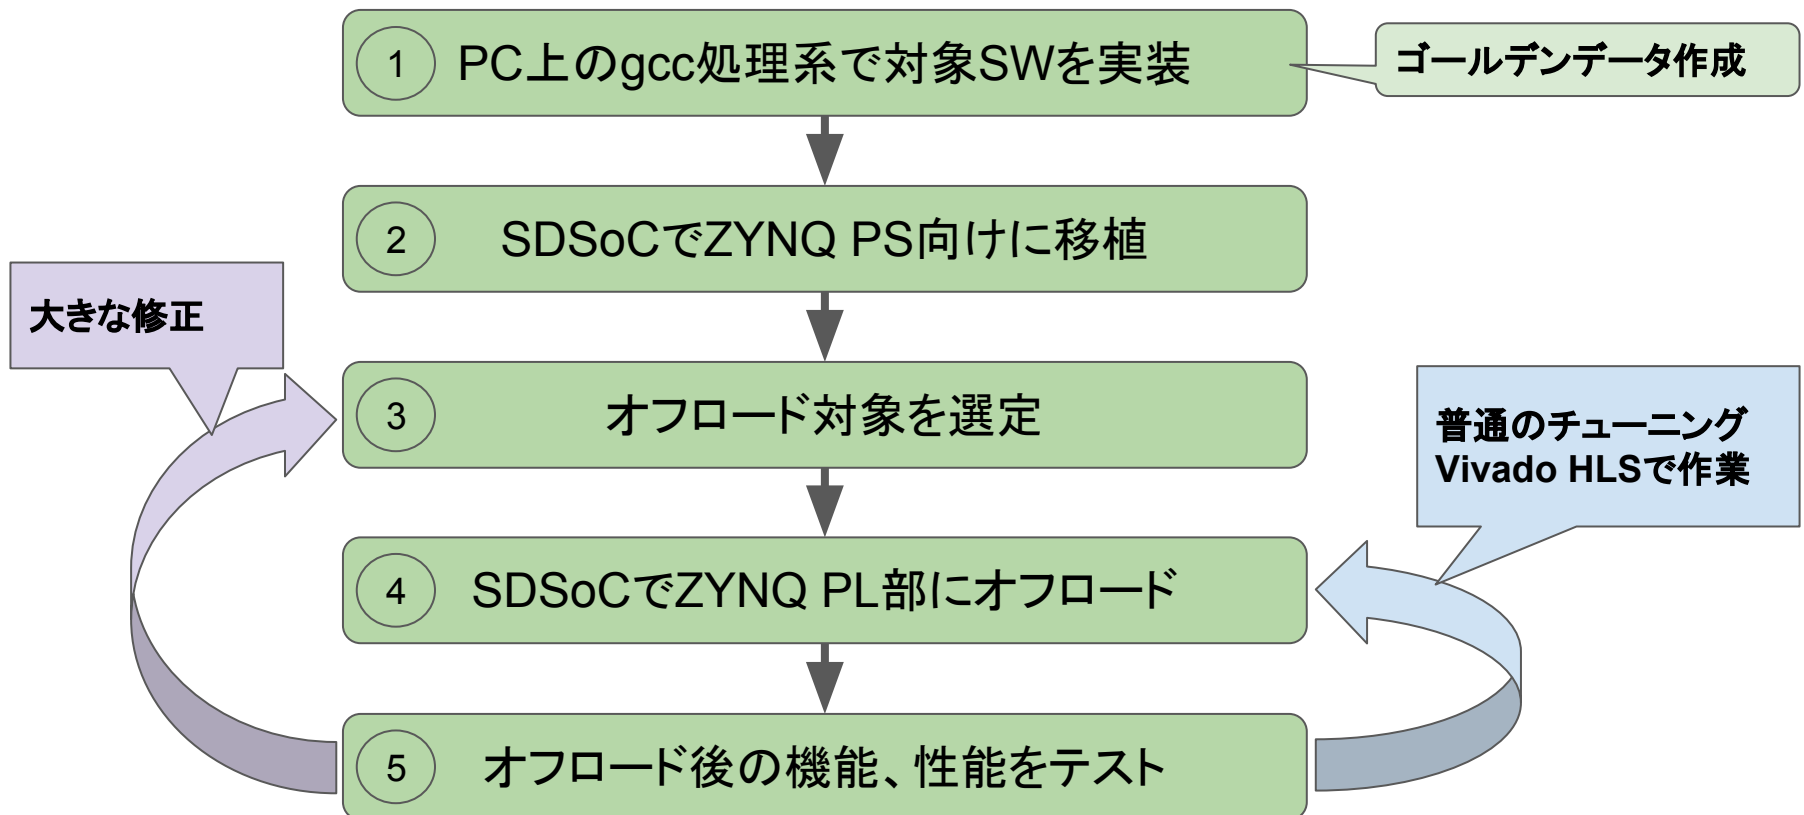 1 PC上のgcc処理系で対象SWを実装
ゴールデンデータ作成
2 SDSoCでZYNQ PS向けに移植
大きな修正
3 オフロード対象を選定
普通のチューニング
Vivado HLSで作業
4 SDSoCでZYNQ PL部にオフロード
5 オフロード後の機能、性能をテスト